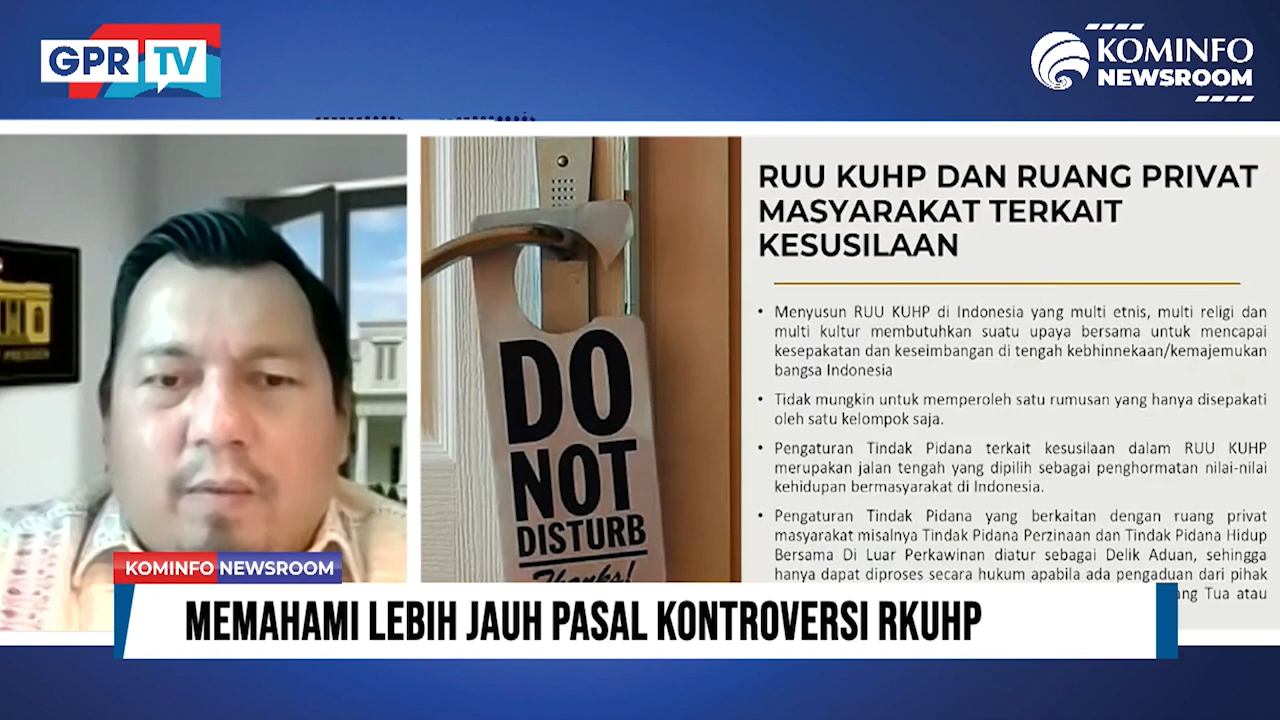 GPR TV
KOMINFO
NEWSROOM
RUU KUHP DAN RUANG PRIVAT
MASYARAKAT TERKAIT
KESUSILAAN
• Menyusun RUU KUHP di Indonesia yang multi etnis, multi religi dan
multi kultur membutuhkan suatu upaya bersama untuk mencapai
kesepakatan dan keseimbangan di tengah kebhinnekaan/kemajemukan
bangsa Indonesia
• Tidak mungkin untuk memperoleh satu rumusan yang hanya disepakati
oleh satu kelompok saja.
• Pengaturan Tindak Pidana terkait kesusilaan dalam RUU KUHP
merupakan jalan tengah yang dipilih sebagai penghormatan nilai-nilai
kehidupan bermasyarakat di Indonesia.
• Pengaturan Tindak Pidana yang berkaitan dengan ruang privat
masyarakat misalnya Tindak Pidana Perzinaan dan Tindak Pidana Hidup
Bersama Di Luar Perkawinan diatur sebagai Delik Aduan, sehingga
hanya dapat diproses secara hukum apabila ada pengaduan dari pihak
Tua atau
DO
NOT
DISTURB
Thanks!
KOMINFO NEWSROOM
MEMAHAMI LEBIH JAUH PASAL KONTROVERSI RKUHP